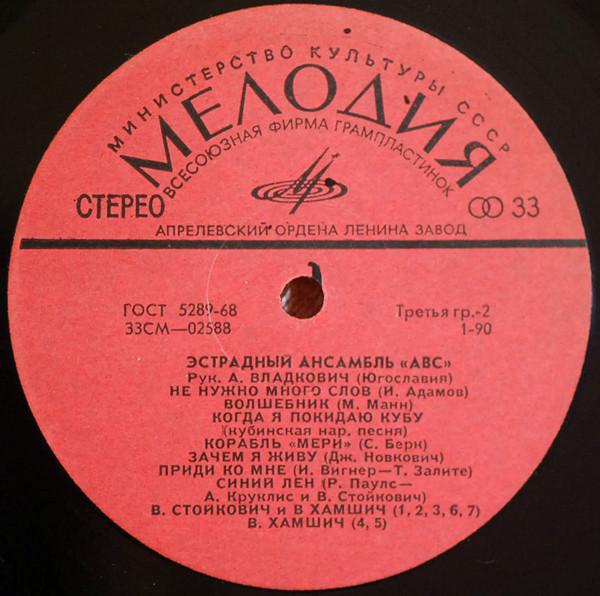 МИНИСТЕРСТВО КУЛЬТУРЫ СССР
МЕЛОДИЯ
ВСЕСОЮЗНАЯ ФИРМА ГРАМПЛАСТИНОК
СТЕРЕО 33
АПРЕЛЕВСКИЙ ОРДЕНА ЛЕНИНА ЗАВОД
ГОСТ 5289-68 Третья гр.-2
33СМ—02588 1-90
ЭСТРАДНЫЙ АНСАМБЛЬ «АВС»
Рук. А. ВЛАДКОВИЧ (Югославия)
НЕ НУЖНО МНОГО СЛОВ (И. Адамов)
ВОЛШЕБНИК (М. Манн)
КОГДА Я ПОКИДАЮ КУБУ
(кубинская нар. песня)
КОРАБЛЬ «МЕРИ» (С. Берк)
ЗАЧЕМ Я ЖИВУ (Дж. Новкович)
ПРИДИ КО МНЕ (И. Вигнер—Т. Залите)
СИНИЙ ЛЕН (Р. Паулс—
А. Круклис и В. Стойкович)
В. СТОЙКОВИЧ и В ХАМШИЧ (1, 2, 3, 6, 7)
В. ХАМШИЧ (4, 5)